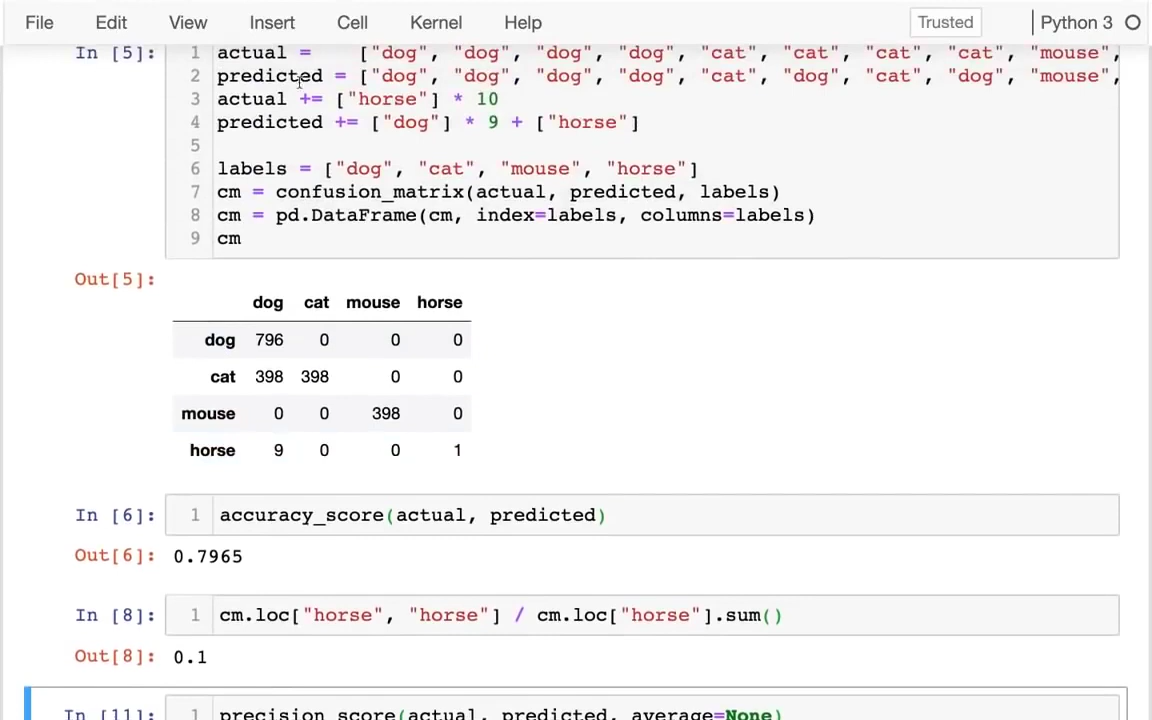 File Edit View Insert Cell Kernel Help Trusted Python 3
In [5]: 1 actual = ["dog", "dog", "dog", "dog", "cat", "cat", "cat", "cat", "mouse",
2 predicted = ["dog", "dog", "dog", "dog", "cat", "dog", "cat", "dog", "mouse",
3 actual += ["horse"] * 10
4 predicted += ["dog"] * 9 + ["horse"]
5
6 labels = ["dog", "cat", "mouse", "horse"]
7 cm = confusion_matrix(actual, predicted, labels)
8 cm = pd.DataFrame(cm, index=labels, columns=labels)
9 cm
Out[5]:
dog cat mouse horse
dog 796 0 0 0
cat 398 398 0 0
mouse 0 0 398 0
horse 9 0 0 1
In [6]: 1 accuracy_score(actual, predicted)
Out[6]: 0.7965
In [8]: 1 cm.loc["horse", "horse"] / cm.loc["horse"].sum()
Out[8]: 0.1
In [11]: 1 precision_score(actual, predicted, average=None)